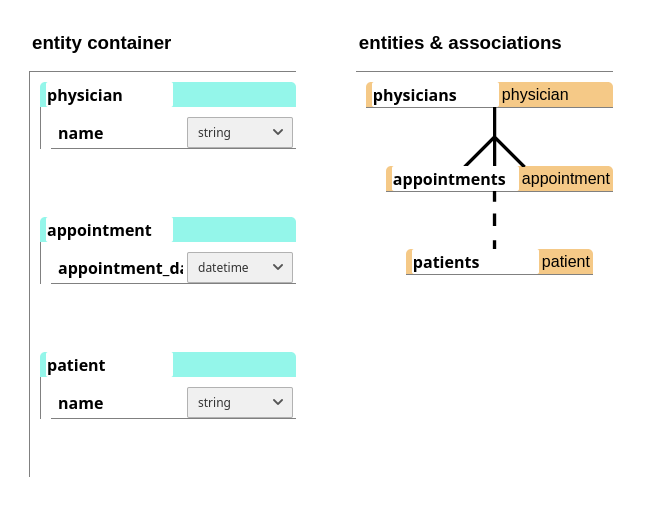 entity container
physician
name
string
appointment
appointment_da
datetime
patient
name
string
entities & associations
physicians
physician
appointments
appointment
patients
patient